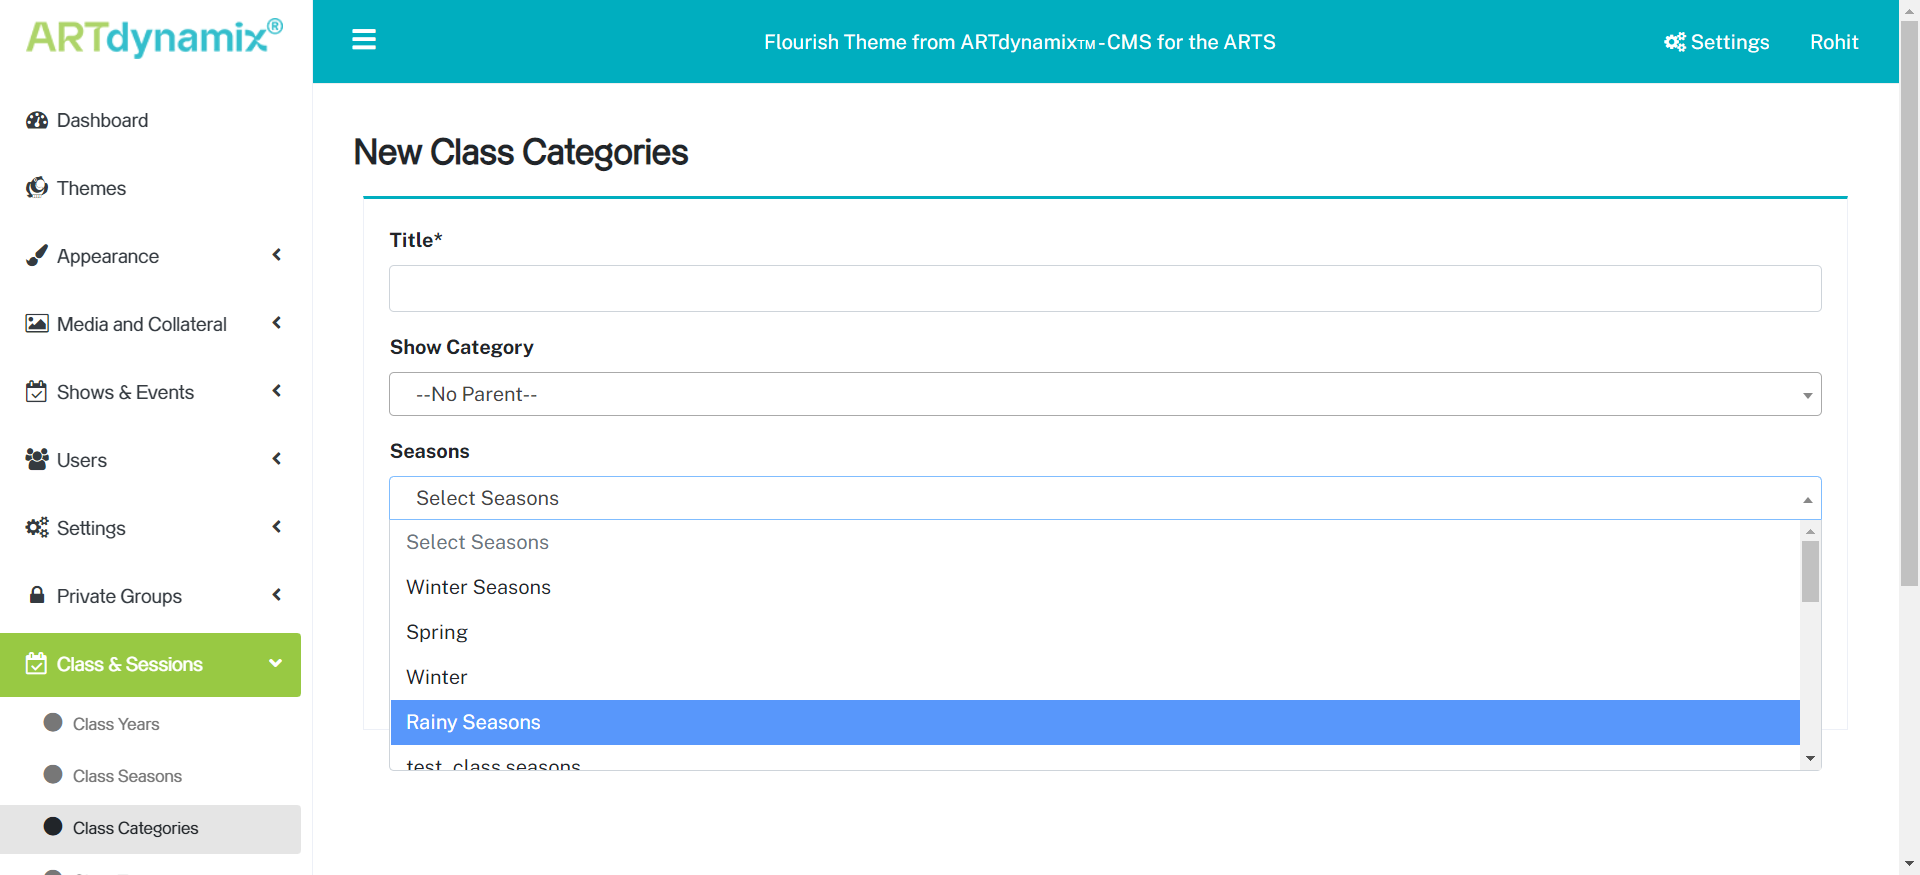 ARTdynamix®
Flourish Theme from ARTdynamix™-CMS for the ARTS
Settings
Rohit
Dashboard
Themes
Appearance
Media and Collateral
Shows & Events
Users
Settings
Private Groups
Class & Sessions
Class Years
Class Seasons
Class Categories
New Class Categories
Title*
Show Category
--No Parent--
Seasons
Select Seasons
Select Seasons
Winter Seasons
Spring
Winter
Rainy Seasons
test_class seasons